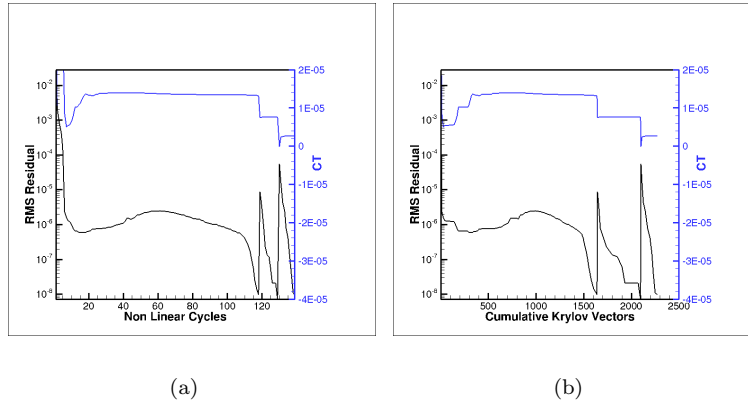 10-2
10-3
10-4
10-5
10-6
10-7
10-8
RMS Residual
20
40
60
80
100
120
Non Linear Cycles
2E-05
1E-05
0
-1E-05
-2E-05
-3E-05
-4E-05
CT
(a)
10-2
10-3
10-4
10-5
10-6
10-7
10-8
RMS Residual
500
1000
1500
2000
2500
Cumulative Krylov Vectors
2E-05
1E-05
0
-1E-05
-2E-05
-3E-05
-4E-05
CT
(b)